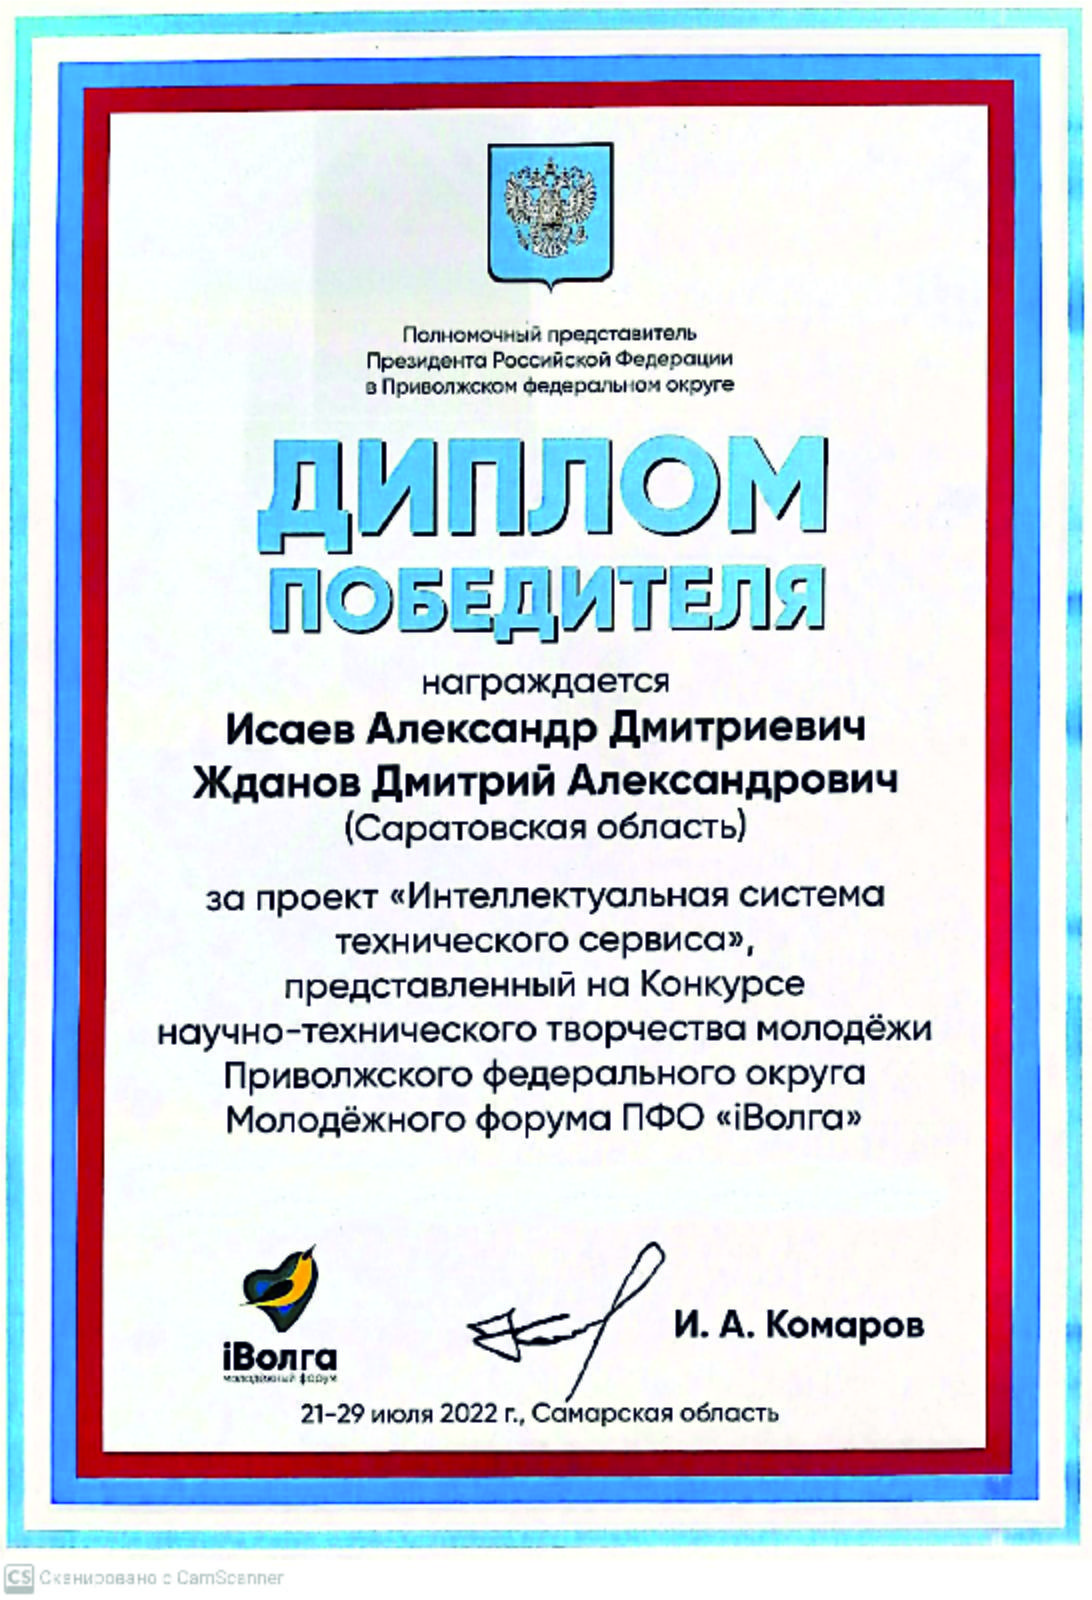 Полномочный представитель
Президента Российской Федерации
в Приволжском федеральном округе
ДИПЛОМ
ПОБЕДИТЕЛЯ
награждается
Исаев Александр Дмитриевич
Жданов Дмитрий Александрович
(Саратовская область)
за проект «Интеллектуальная система
технического сервиса»,
представленный на Конкурсе
научно-технического творчества молодёжи
Приволжского федерального округа
Молодёжного форума ПФО «iВолга»
И. А. Комаров
iВолга
молодёжный форум
21-29 июля 2022 г., Самарская область
CS Сканировано с CamScanner